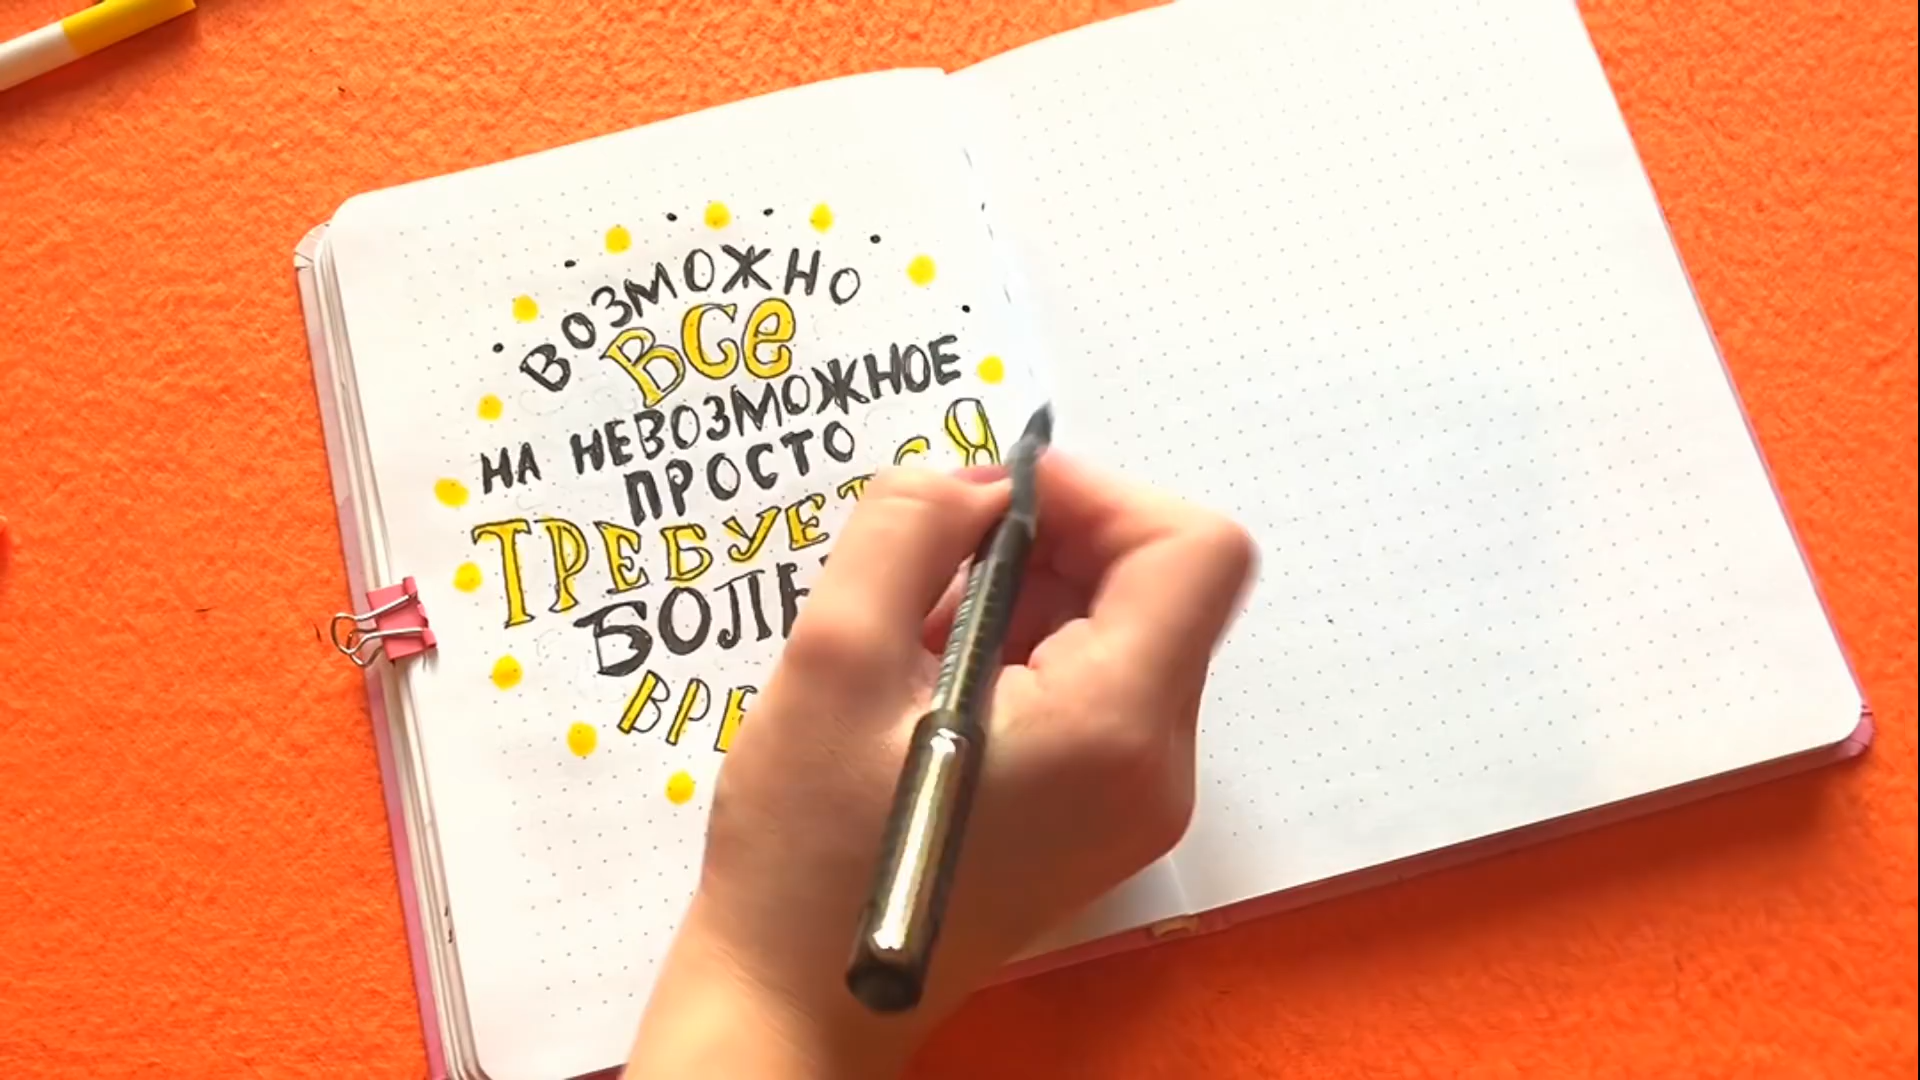 ВОЗМОЖНО
ВСе
НА НЕВОЗМОЖНОЕ
ПРОСТО
ТРЕБУЕТСЯ